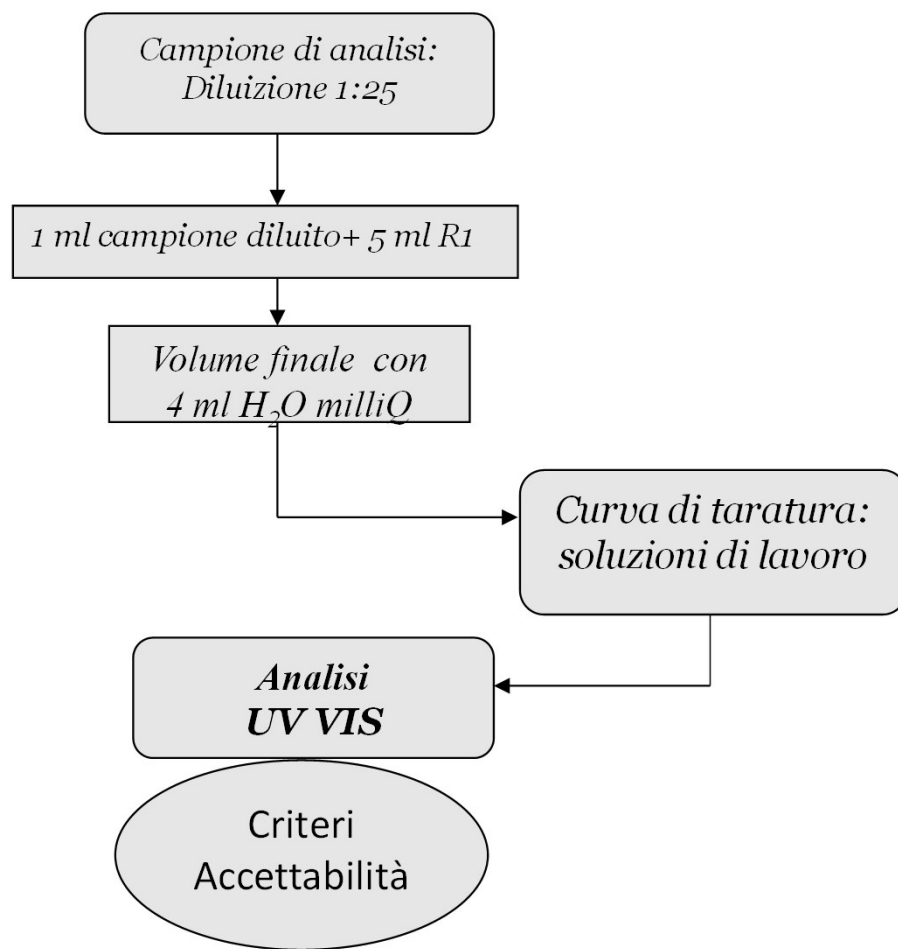 Campione di analisi:
Diluizione 1:25
1 ml campione diluito+ 5 ml R1
Volume finale con
4 ml H₂O milliQ
Curva di taratura:
soluzioni di lavoro
Analisi
UV VIS
Criteri
Accettabilità